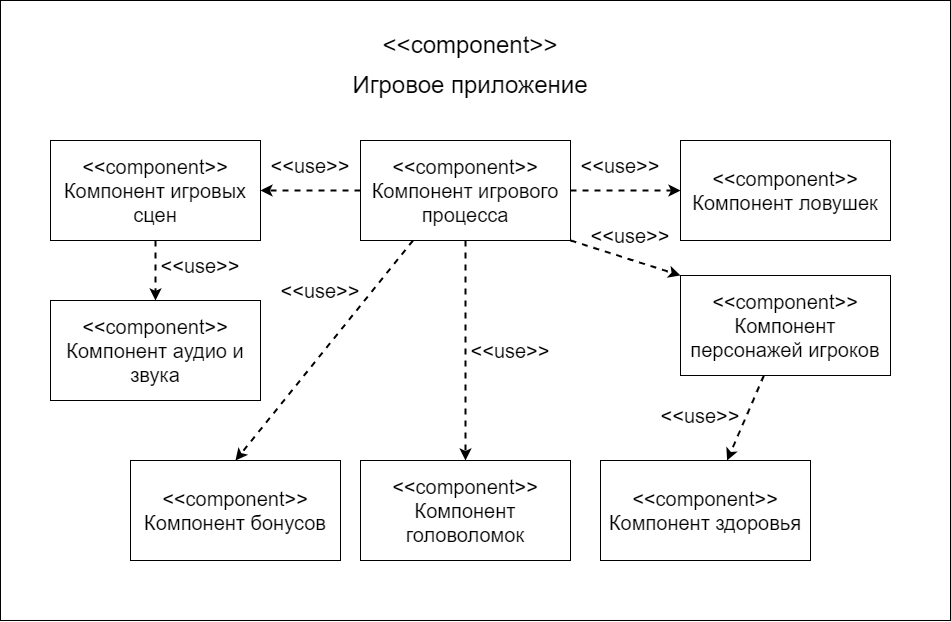 <<component>>
Игровое приложение
<<component>>
Компонент игровых
сцен
<<use>>
<<component>>
Компонент игрового
процесса
<<use>>
<<component>>
Компонент ловушек
<<use>>
<<use>>
<<use>>
<<component>>
Компонент
персонажей игроков
<<component>>
Компонент аудио и
звука
<<use>>
<<use>>
<<component>>
Компонент бонусов
<<component>>
Компонент
головоломок
<<component>>
Компонент здоровья